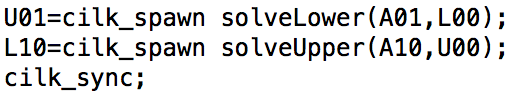 U01=cilk_spawn solveLower(A01,L00);
L10=cilk_spawn solveUpper(A10,U00);
cilk_sync;